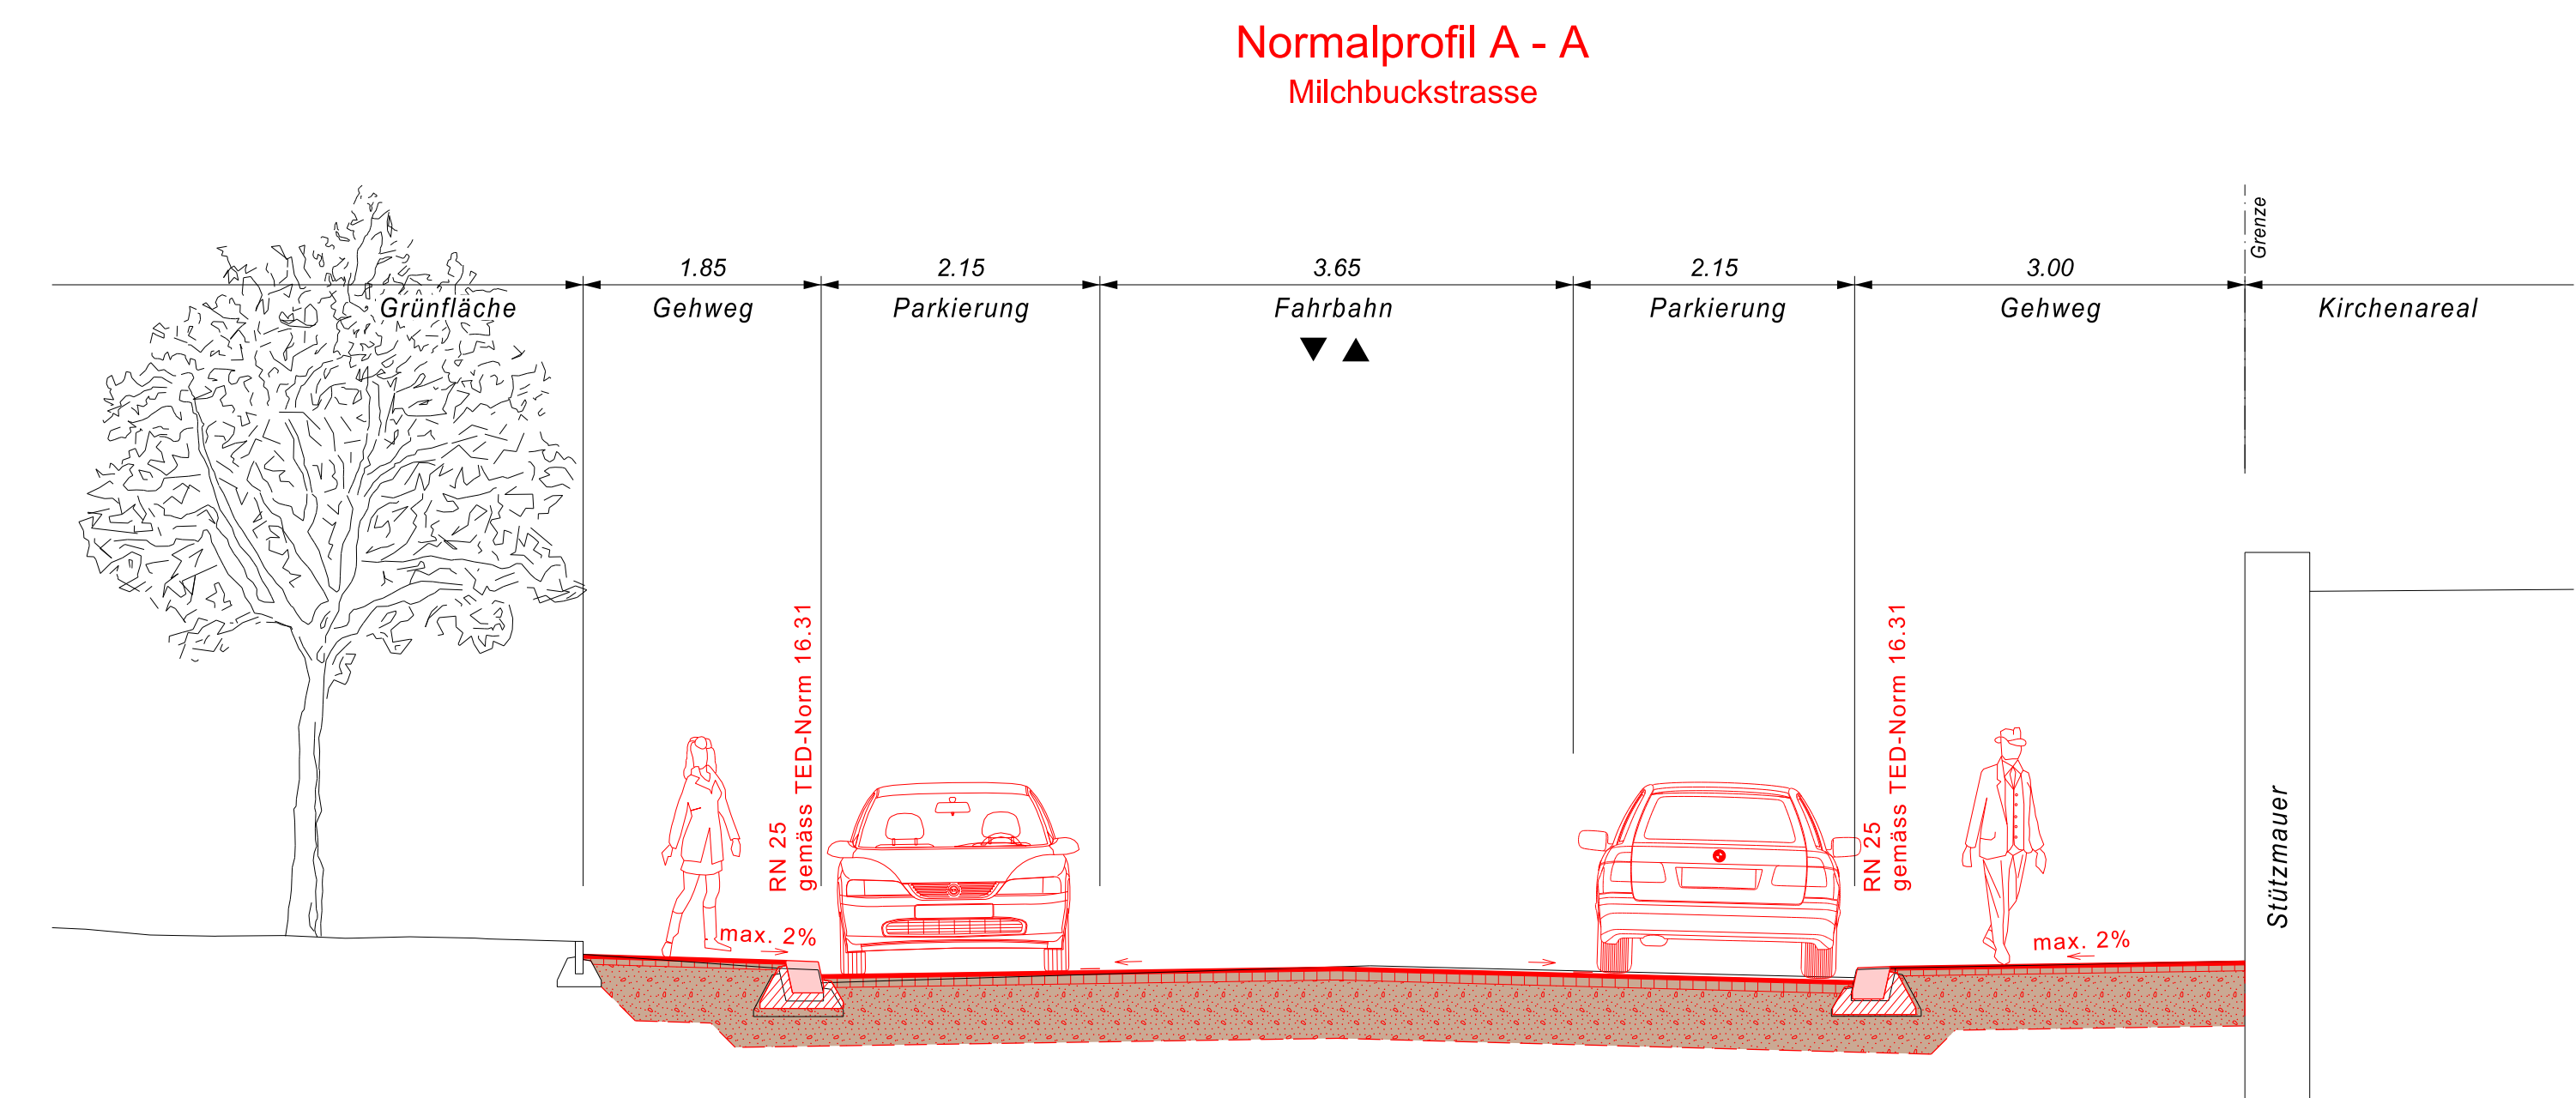 Normalprofil A - A
Milchbuckstrasse
Grenze
1.85
2.15
3.65
2.15
3.00
Grünfläche
Gehweg
Parkierung
Fahrbahn
Parkierung
Gehweg
Kirchenareal
RN 25
gemäss TED-Norm 16.31
RN 25
gemäss TED-Norm 16.31
Stützmauer
max. 2%
max. 2%